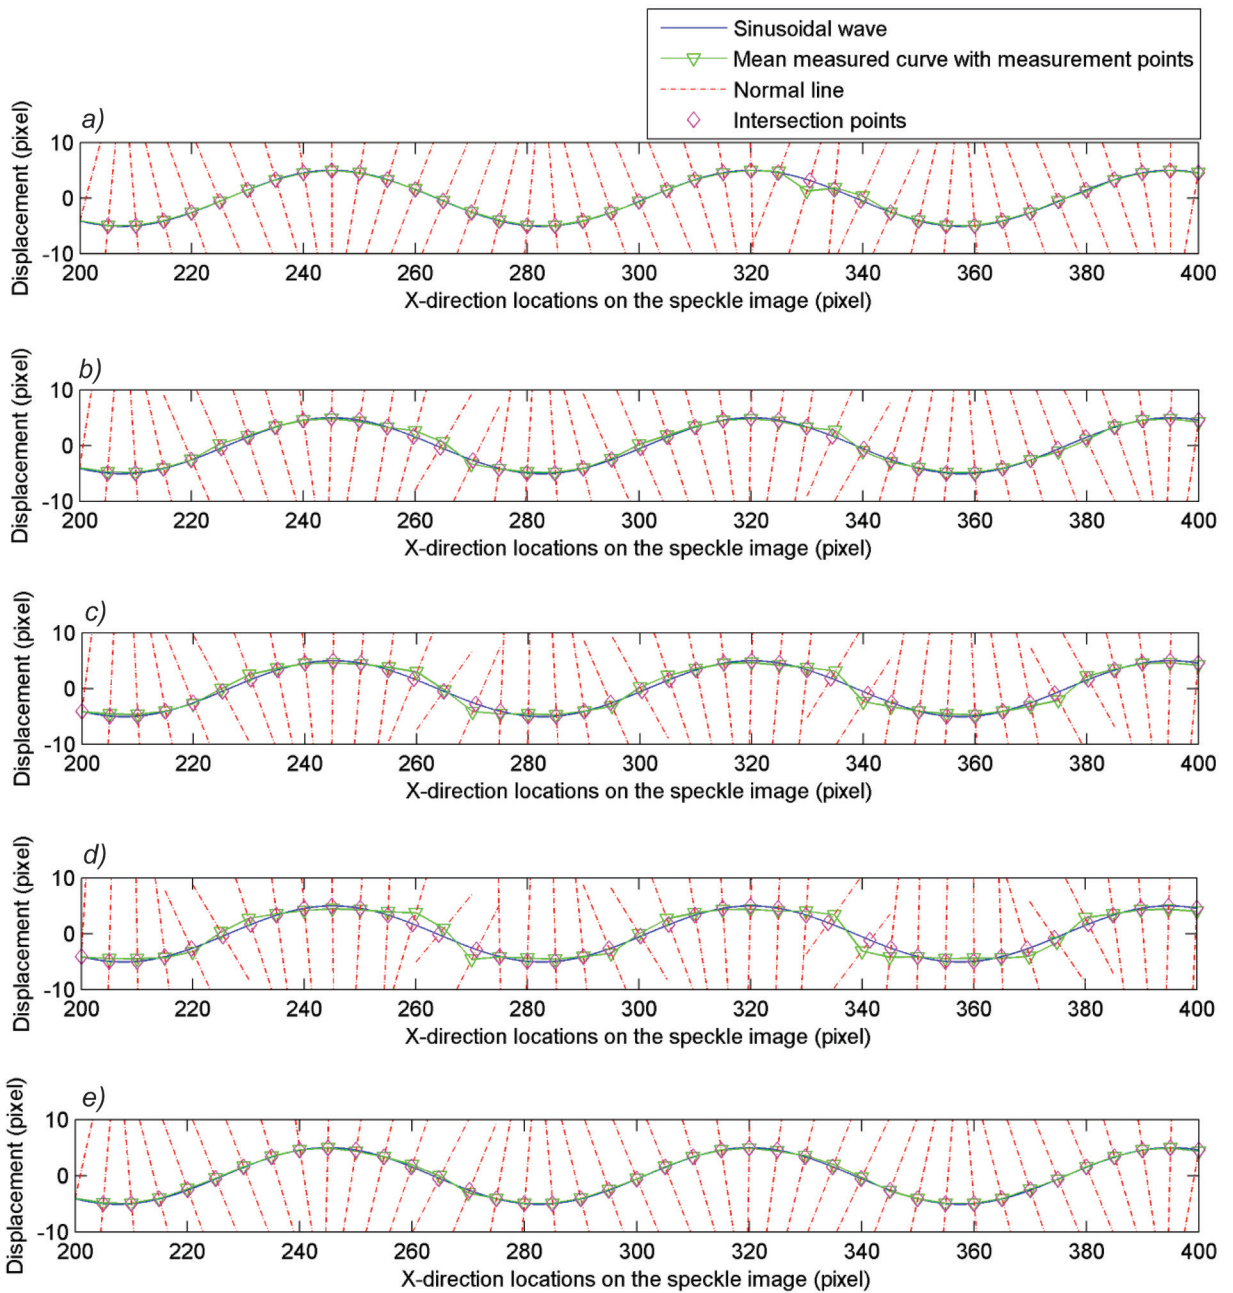 Sinusoidal wave
Mean measured curve with measurement points
Normal line
Intersection points
a)
Displacement (pixel)
10
0
-10
200 220 240 260 280 300 320 340 360 380 400
X-direction locations on the speckle image (pixel)
b)
Displacement (pixel)
10
0
-10
200 220 240 260 280 300 320 340 360 380 400
X-direction locations on the speckle image (pixel)
c)
Displacement (pixel)
10
0
-10
200 220 240 260 280 300 320 340 360 380 400
X-direction locations on the speckle image (pixel)
d)
Displacement (pixel)
10
0
-10
200 220 240 260 280 300 320 340 360 380 400
X-direction locations on the speckle image (pixel)
e)
Displacement (pixel)
10
0
-10
200 220 240 260 280 300 320 340 360 380 400
X-direction locations on the speckle image (pixel)